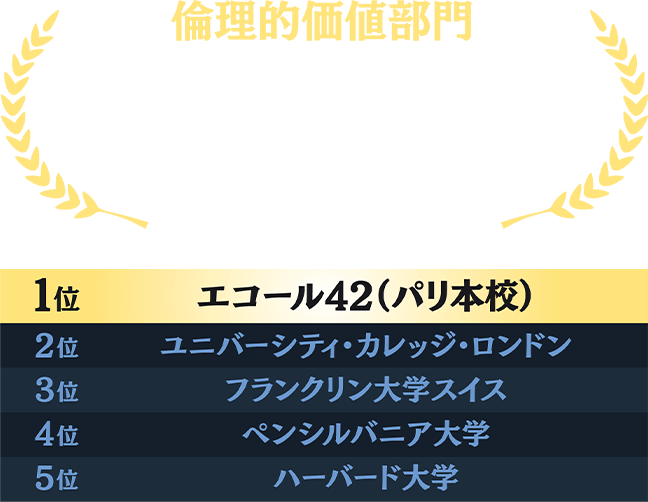 倫理的価値部門
1位 エコール42（パリ本校）
2位 ユニバーシティ・カレッジ・ロンドン
3位 フランクリン大学スイス
4位 ペンシルバニア大学
5位 ハーバード大学